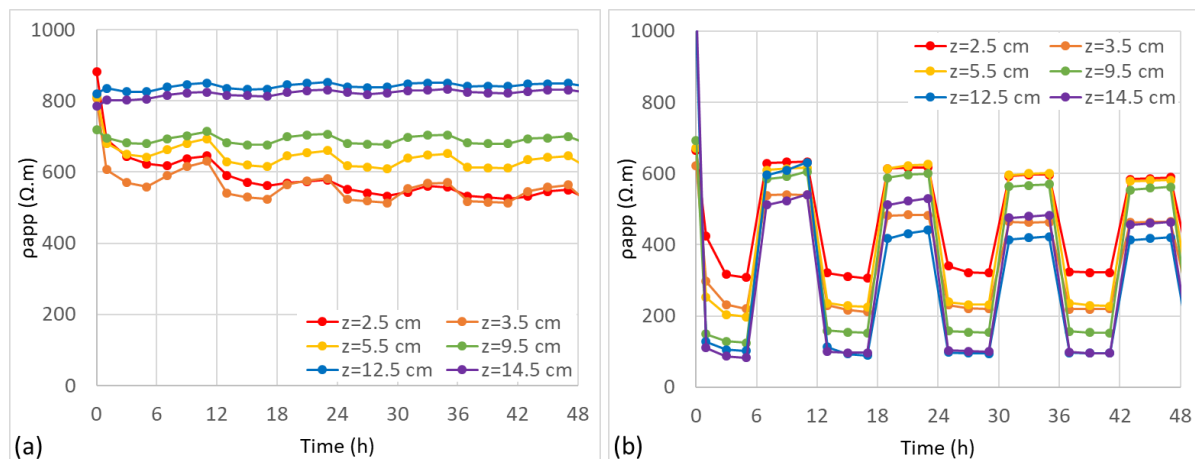 1000
800
600
400
200
0
ρapp (Ω.m)
z=2.5 cm z=3.5 cm
z=5.5 cm z=9.5 cm
z=12.5 cm z=14.5 cm
0 6 12 18 24 30 36 42 48
Time (h)
(a)
1000
800
600
400
200
0
ρapp (Ω.m)
z=2.5 cm z=3.5 cm
z=5.5 cm z=9.5 cm
z=12.5 cm z=14.5 cm
0 6 12 18 24 30 36 42 48
Time (h)
(b)